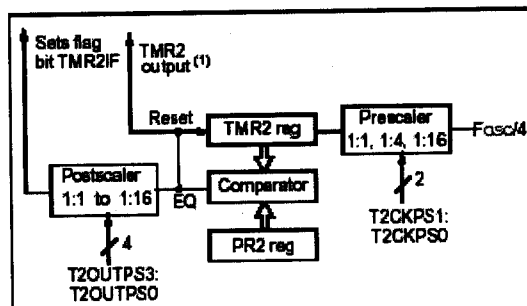 Sets flag
bit TMR2IF
TMR2
output (1)
Reset
TMR2 reg
Prescaler
1:1, 1:4, 1:16
Fosc/4
Postscaler
1:1 to 1:16
EQ
Comparator
2
T2CKPS1:
T2CKPS0
4
PR2 reg
T2OUTPS3:
T2OUTPS0